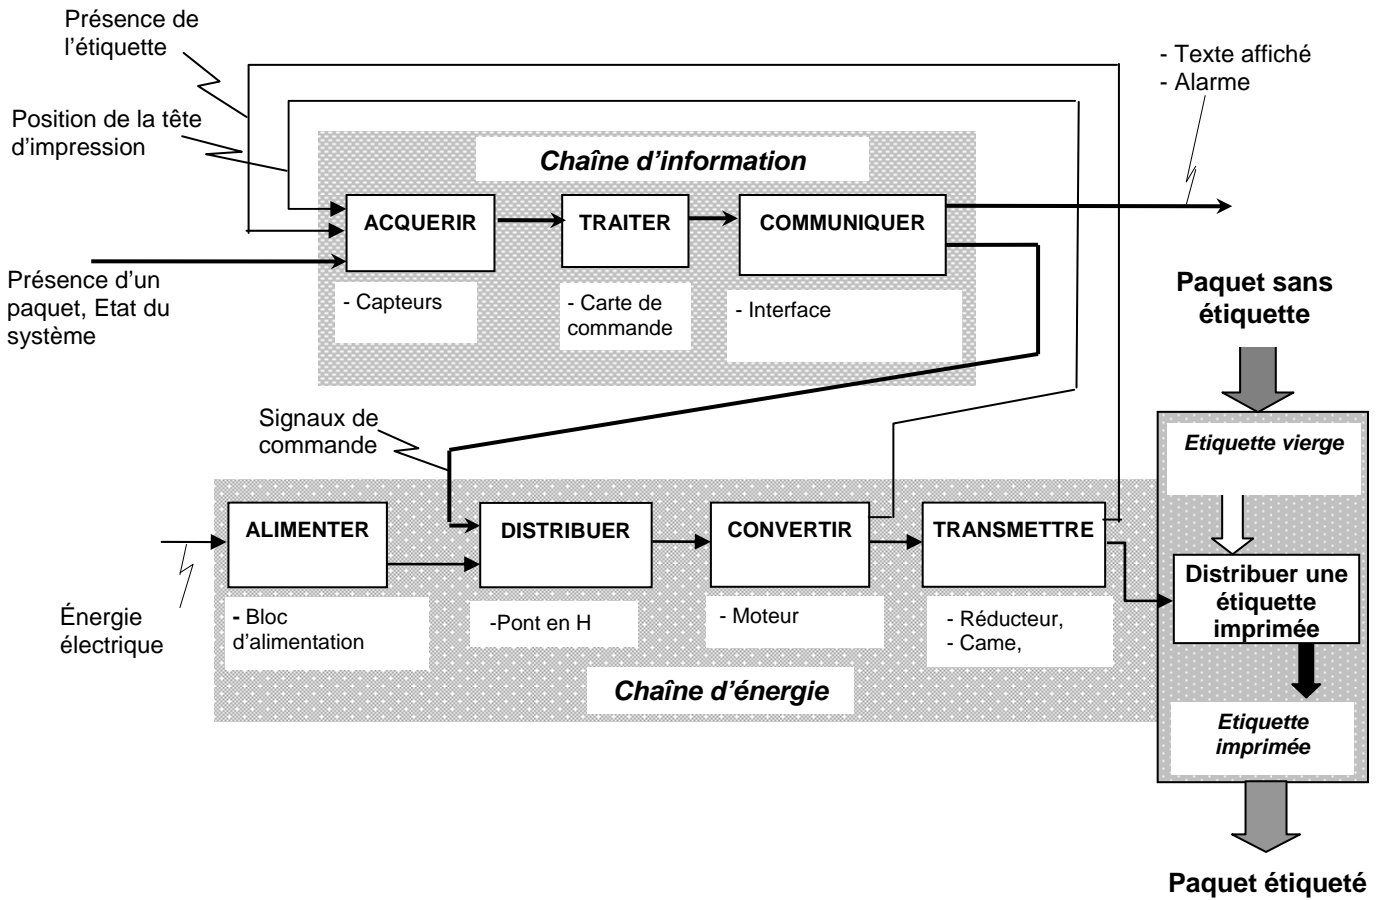 Présence de
l’étiquette
- Texte affiché
- Alarme
Position de la tête
d’impression
Chaîne d’information
ACQUERIR
TRAITER
COMMUNIQUER
Présence d’un
paquet, Etat du
système
- Capteurs
- Carte de
commande
- Interface
Paquet sans
étiquette
Signaux de
commande
Etiquette vierge
ALIMENTER
DISTRIBUER
CONVERTIR
TRANSMETTRE
Distribuer une
étiquette
imprimée
Énergie
électrique
- Bloc
d’alimentation
-Pont en H
- Moteur
- Réducteur,
- Came,
Chaîne d’énergie
Etiquette
imprimée
Paquet étiqueté